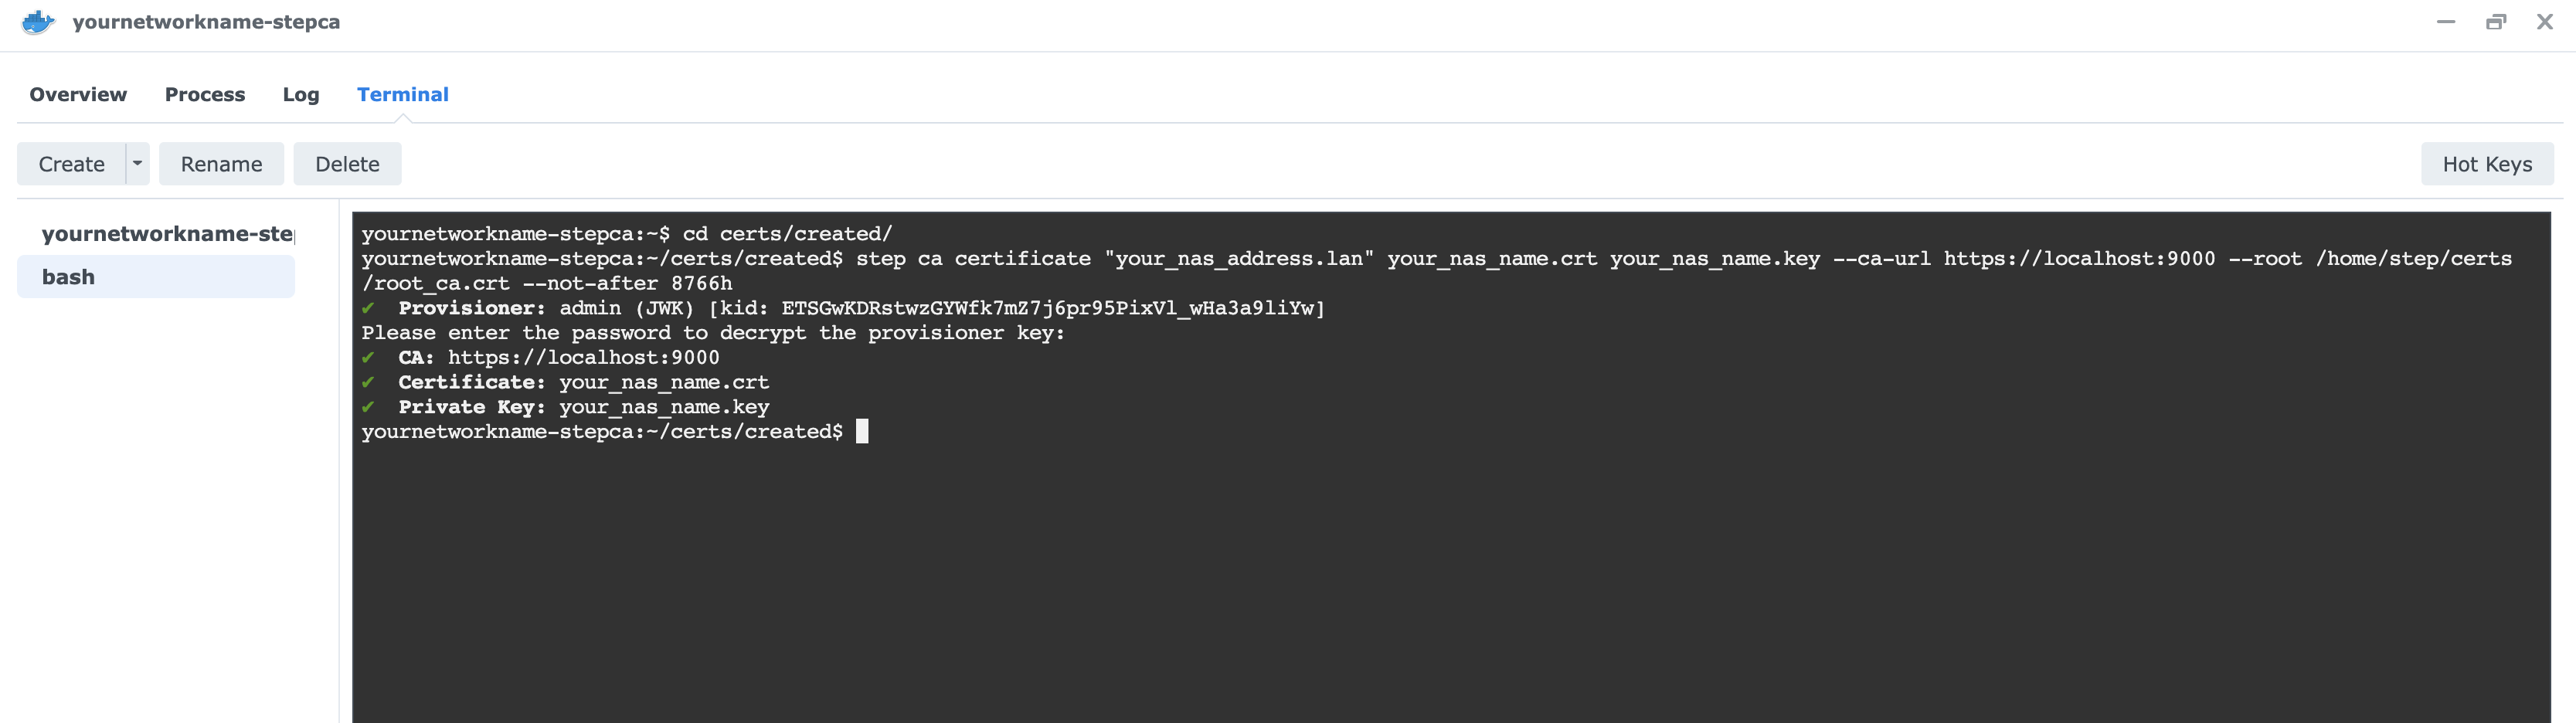 yournetworkname-stepca
Overview Process Log Terminal
Create Rename Delete Hot Keys
yournetworkname-step
bash
yournetworkname-stepca:~$ cd certs/created/
yournetworkname-stepca:~/certs/created$ step ca certificate "your_nas_address.lan" your_nas_name.crt your_nas_name.key --ca-url https://localhost:9000 --root /home/step/certs
/root_ca.crt --not-after 8766h
✔ Provisioner: admin (JWK) [kid: ETSGwKDRstwzGYWfk7mZ7j6pr95PixVl_wHa3a9liYw]
Please enter the password to decrypt the provisioner key:
✔ CA: https://localhost:9000
✔ Certificate: your_nas_name.crt
✔ Private Key: your_nas_name.key
yournetworkname-stepca:~/certs/created$